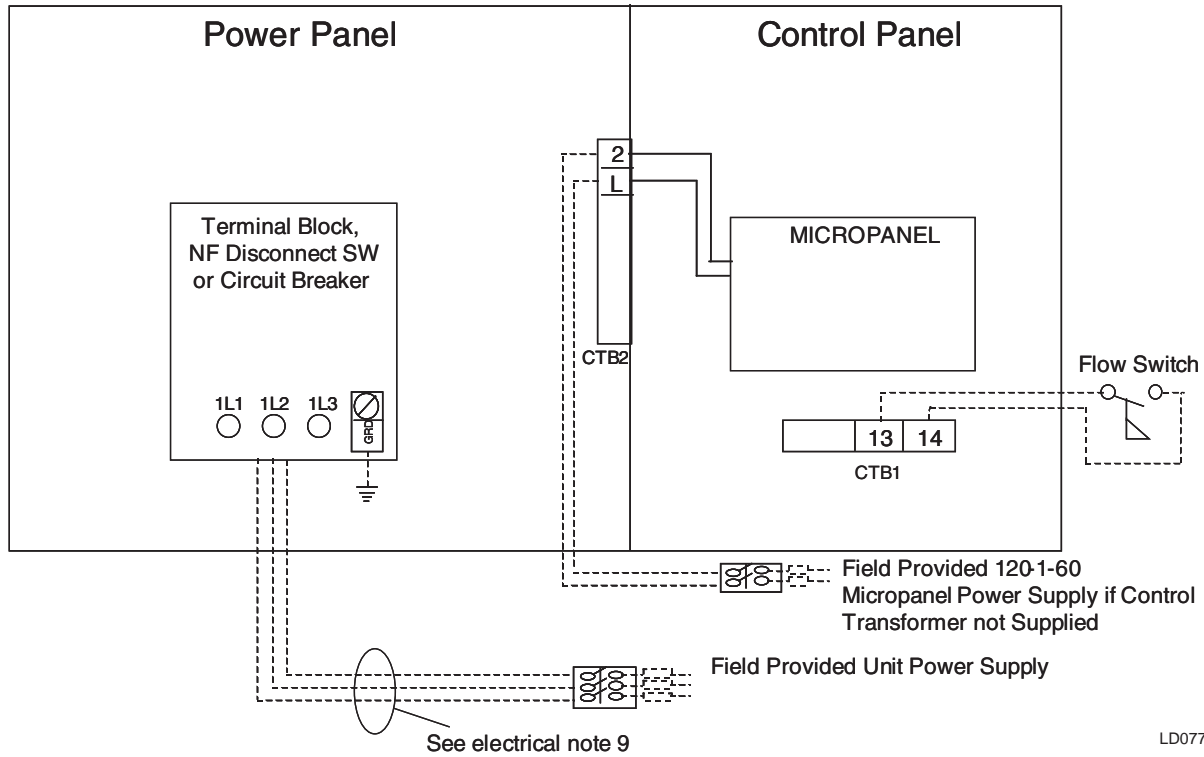 Power Panel
Control Panel
2
L
Terminal Block,
NF Disconnect SW
or Circuit Breaker
MICROPANEL
CTB2
Flow Switch
1L1 1L2 1L3
GRD
13 14
CTB1
Field Provided 120-1-60
Micropanel Power Supply if Control
Transformer not Supplied
Field Provided Unit Power Supply
See electrical note 9
LD077